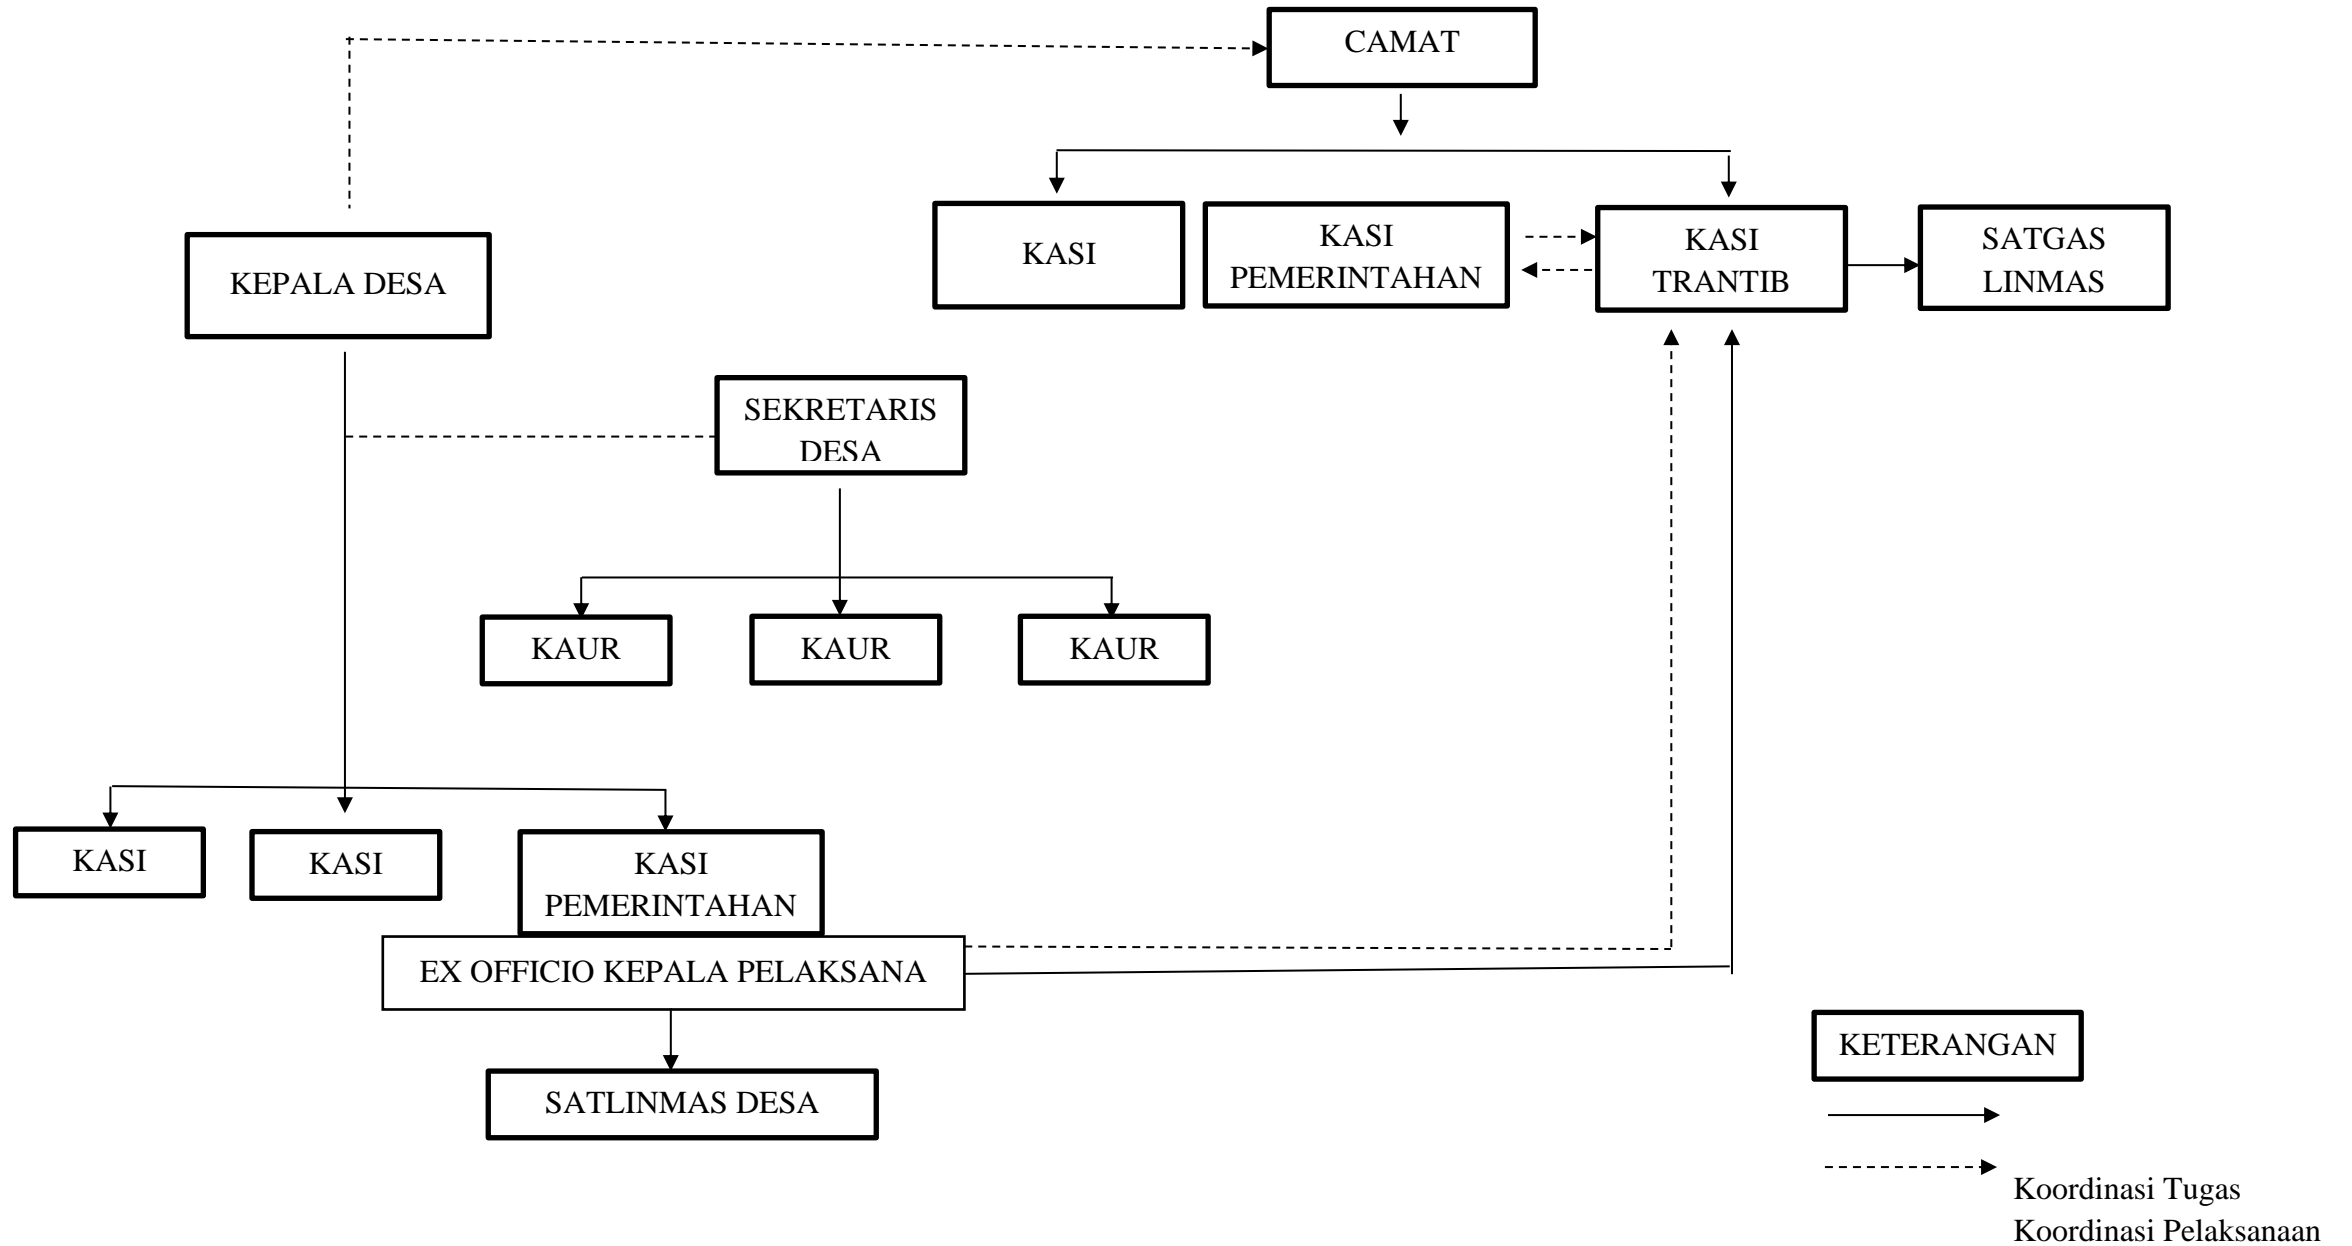 CAMAT
KASI
KASI
PEMERINTAHAN
KASI
TRANTIB
SATGAS
LINMAS
KEPALA DESA
SEKRETARIS
DESA
KAUR
KAUR
KAUR
KASI
KASI
KASI
PEMERINTAHAN
EX OFFICIO KEPALA PELAKSANA
SATLINMAS DESA
KETERANGAN
Koordinasi Tugas
Koordinasi Pelaksanaan